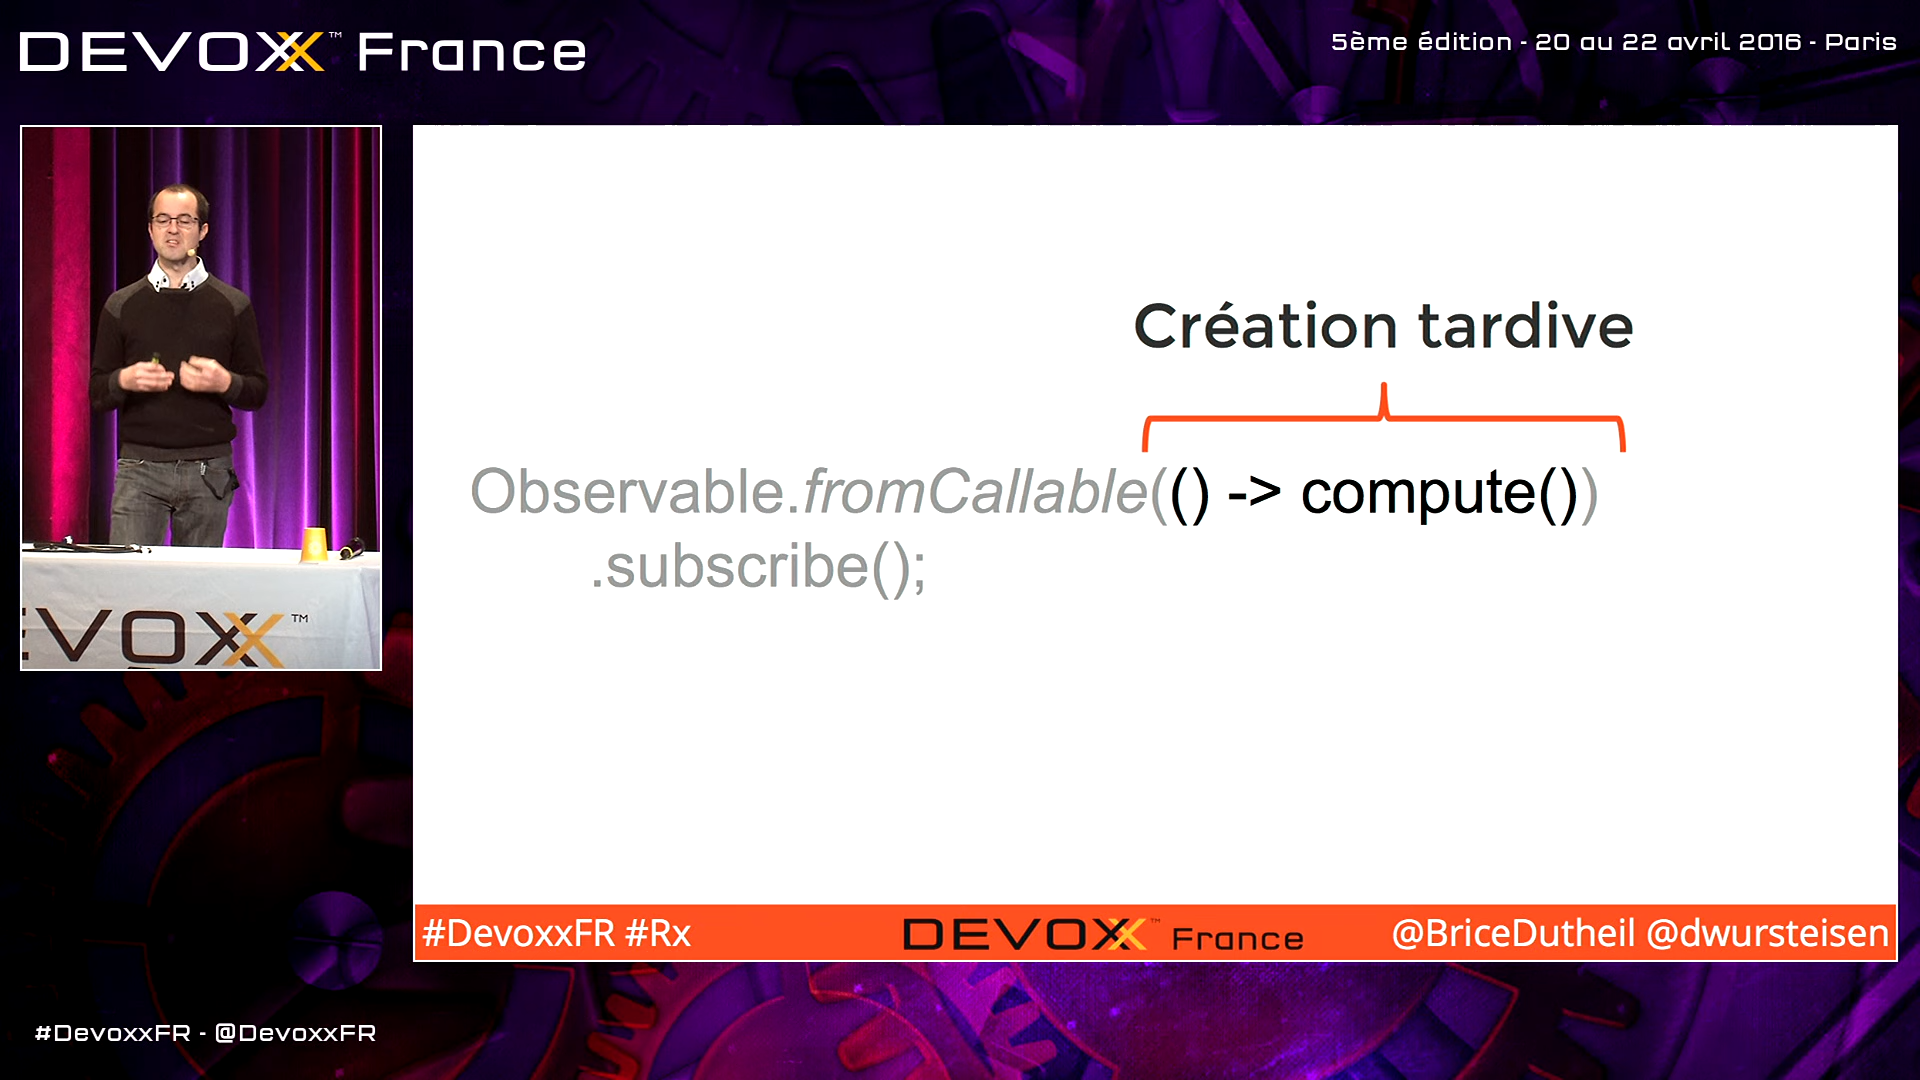 DEVOXX™ France
5ème édition - 20 au 22 avril 2016 - Paris
EVOXX™
Création tardive
Observable.fromCallable(() -> compute())
.subscribe();
#DevoxxFR #Rx
DEVOXX™ France
@BriceDutheil @dwursteisen
#DevoxxFR - @DevoxxFR